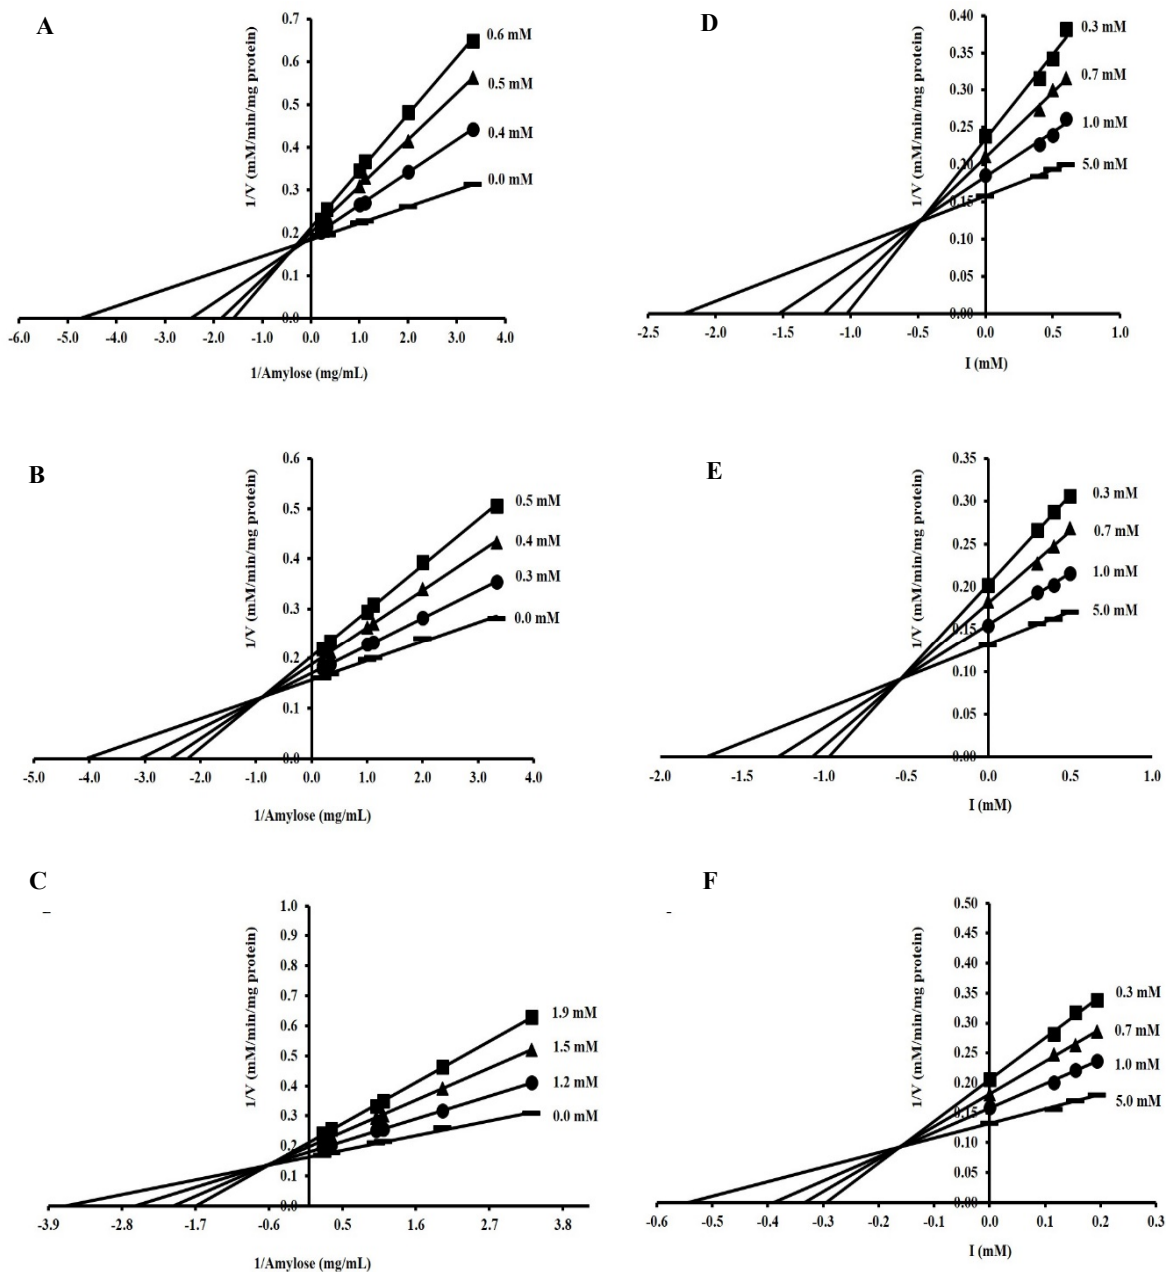 A
1/V (mM/min/mg protein)
0.7
0.6
0.5
0.4
0.3
0.2
0.1
0.0
0.6 mM
0.5 mM
0.4 mM
0.0 mM
-6.0 -5.0 -4.0 -3.0 -2.0 -1.0 0.0 1.0 2.0 3.0 4.0 5.0
1/Amylose (mg/mL)
D
1/V (mM/min/mg protein)
0.40
0.35
0.30
0.25
0.20
0.15
0.10
0.05
0.00
0.3 mM
0.7 mM
1.0 mM
5.0 mM
-2.5 -2.0 -1.5 -1.0 -0.5 0.0 0.5 1.0
I (mM)
B
1/V (mM/min/mg protein)
0.6
0.5
0.4
0.3
0.2
0.1
0.0
0.5 mM
0.4 mM
0.3 mM
0.0 mM
-5.0 -4.0 -3.0 -2.0 -1.0 0.0 1.0 2.0 3.0 4.0
1/Amylose (mg/mL)
E
1/V (mM/min/mg protein)
0.35
0.30
0.25
0.20
0.15
0.10
0.05
0.00
0.3 mM
0.7 mM
1.0 mM
5.0 mM
-2.0 -1.5 -1.0 -0.5 0.0 0.5 1.0
I (mM)
C
1/V (mM/min/mg protein)
1.0
0.9
0.8
0.7
0.6
0.5
0.4
0.3
0.2
0.1
0.0
1.9 mM
1.5 mM
1.2 mM
0.0 mM
-3.9 -2.8 -1.7 -0.6 0.5 1.6 2.7 3.8
1/Amylose (mg/mL)
F
1/V (mM/min/mg protein)
0.50
0.45
0.40
0.35
0.30
0.25
0.20
0.15
0.10
0.05
0.00
0.3 mM
0.7 mM
1.0 mM
5.0 mM
-0.6 -0.5 -0.4 -0.3 -0.2 -0.1 0.0 0.1 0.2 0.3
I (mM)